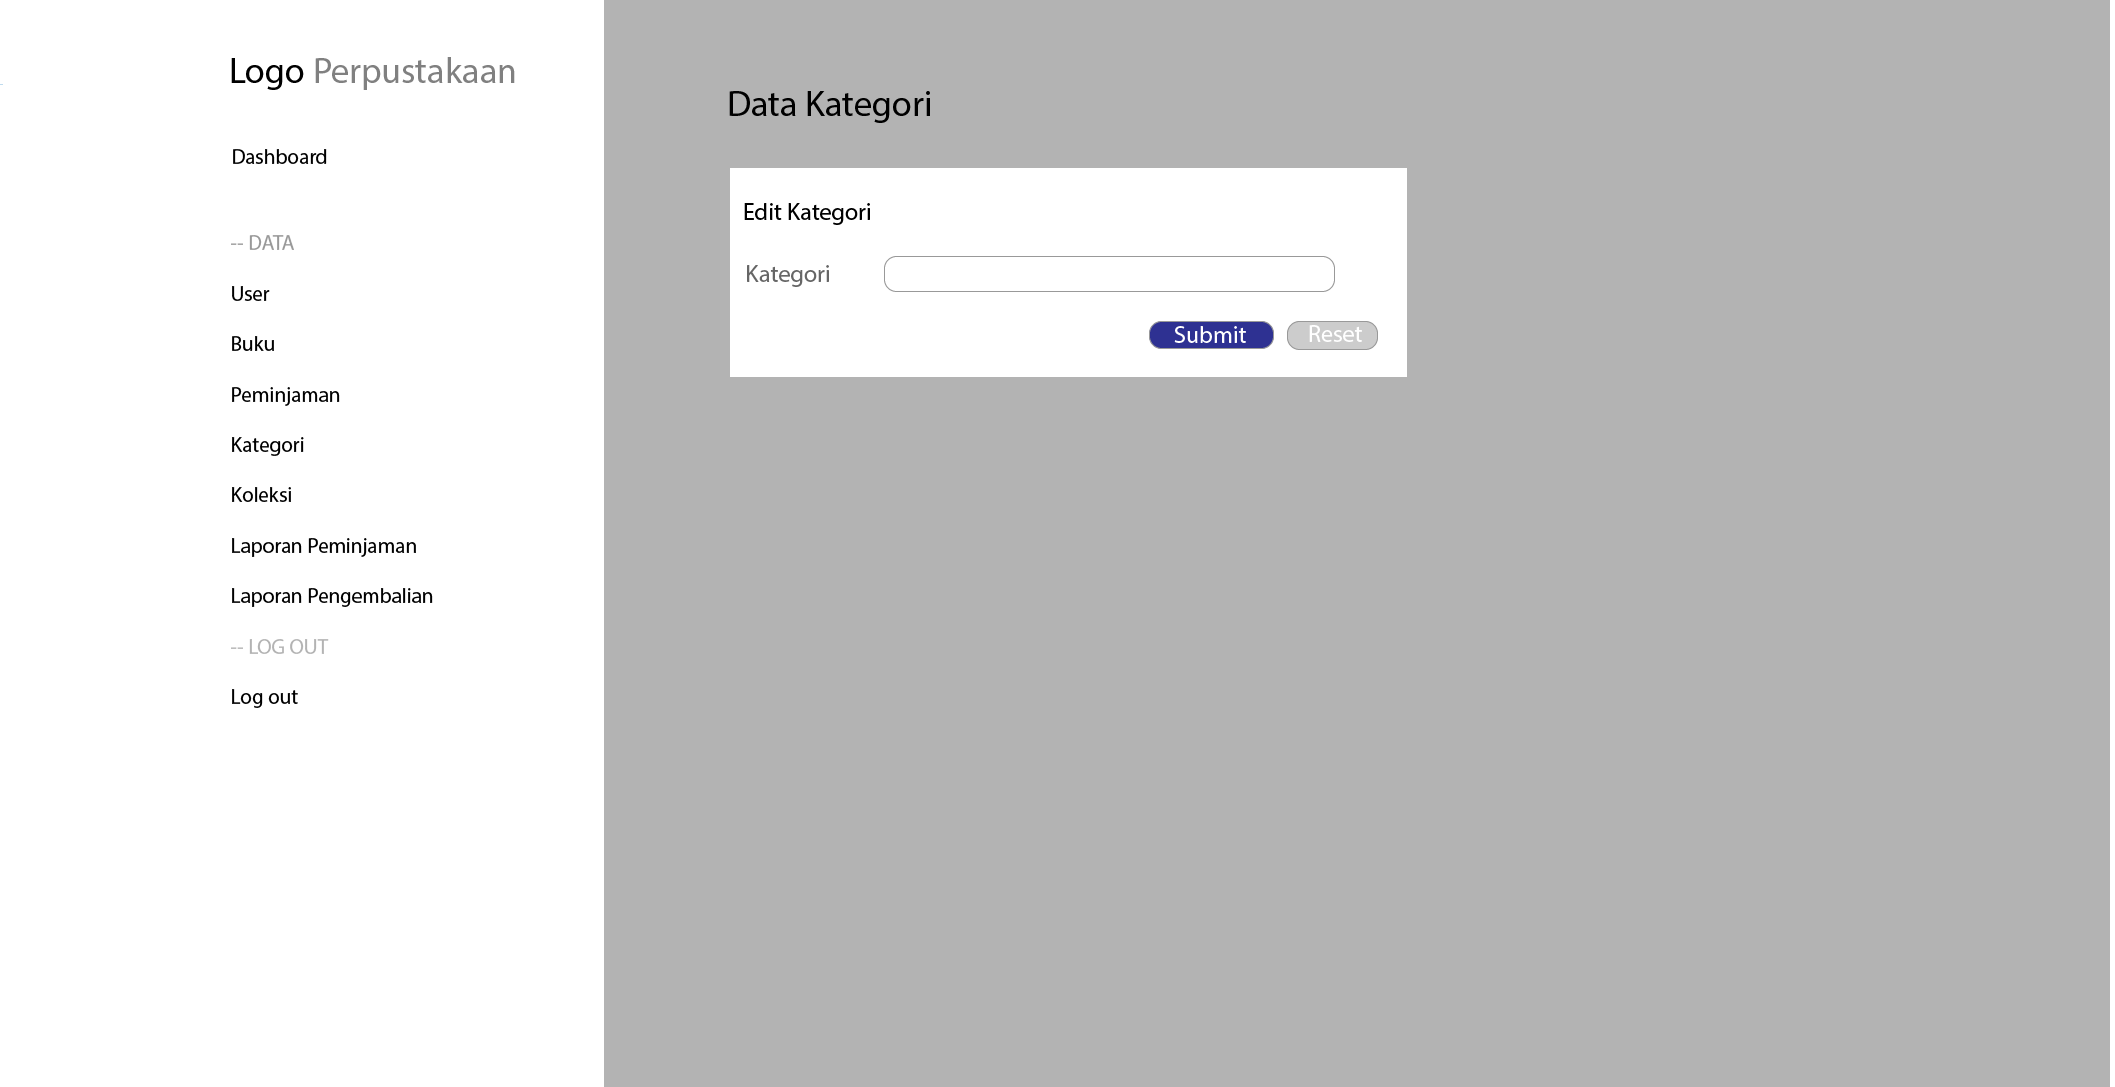 Logo Perpustakaan
Dashboard
-- DATA
User
Buku
Peminjaman
Kategori
Koleksi
Laporan Peminjaman
Laporan Pengembalian
-- LOG OUT
Log out
Data Kategori
Edit Kategori
Kategori
Submit Reset